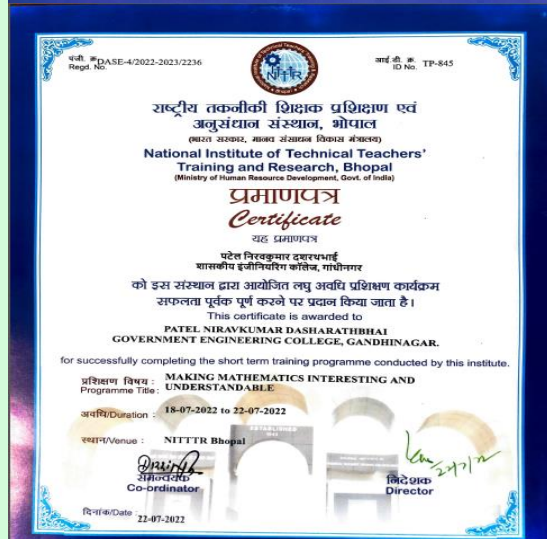 पंजी. क्र. DASE-4/2022-2023/2236
Regd. No.
आई.डी. क्र.
ID No. TP-845
NITTTR
राष्ट्रीय तकनीकी शिक्षक प्रशिक्षण एवं
अनुसंधान संस्थान, भोपाल
(भारत सरकार, मानव संसाधन विकास मंत्रालय)
National Institute of Technical Teachers'
Training and Research, Bhopal
(Ministry of Human Resource Development, Govt. of India)
प्रमाणपत्र
Certificate
यह प्रमाणपत्र
पटेल निरवकुमार दशरथभाई
शासकीय इंजीनियरिंग कॉलेज, गांधीनगर
को इस संस्थान द्वारा आयोजित लघु अवधि प्रशिक्षण कार्यक्रम
सफलता पूर्वक पूर्ण करने पर प्रदान किया जाता है।
This certificate is awarded to
PATEL NIRAVKUMAR DASHARATHBHAI
GOVERNMENT ENGINEERING COLLEGE, GANDHINAGAR.
for successfully completing the short term training programme conducted by this institute.
प्रशिक्षण विषय : MAKING MATHEMATICS INTERESTING AND
Programme Title : UNDERSTANDABLE
अवधि/Duration : 18-07-2022 to 22-07-2022
ESTABLISHED
स्थान/Venue : NITTTR Bhopal
समन्वयक
Co-ordinator
निदेशक
Director
दिनांक/Date : 22-07-2022